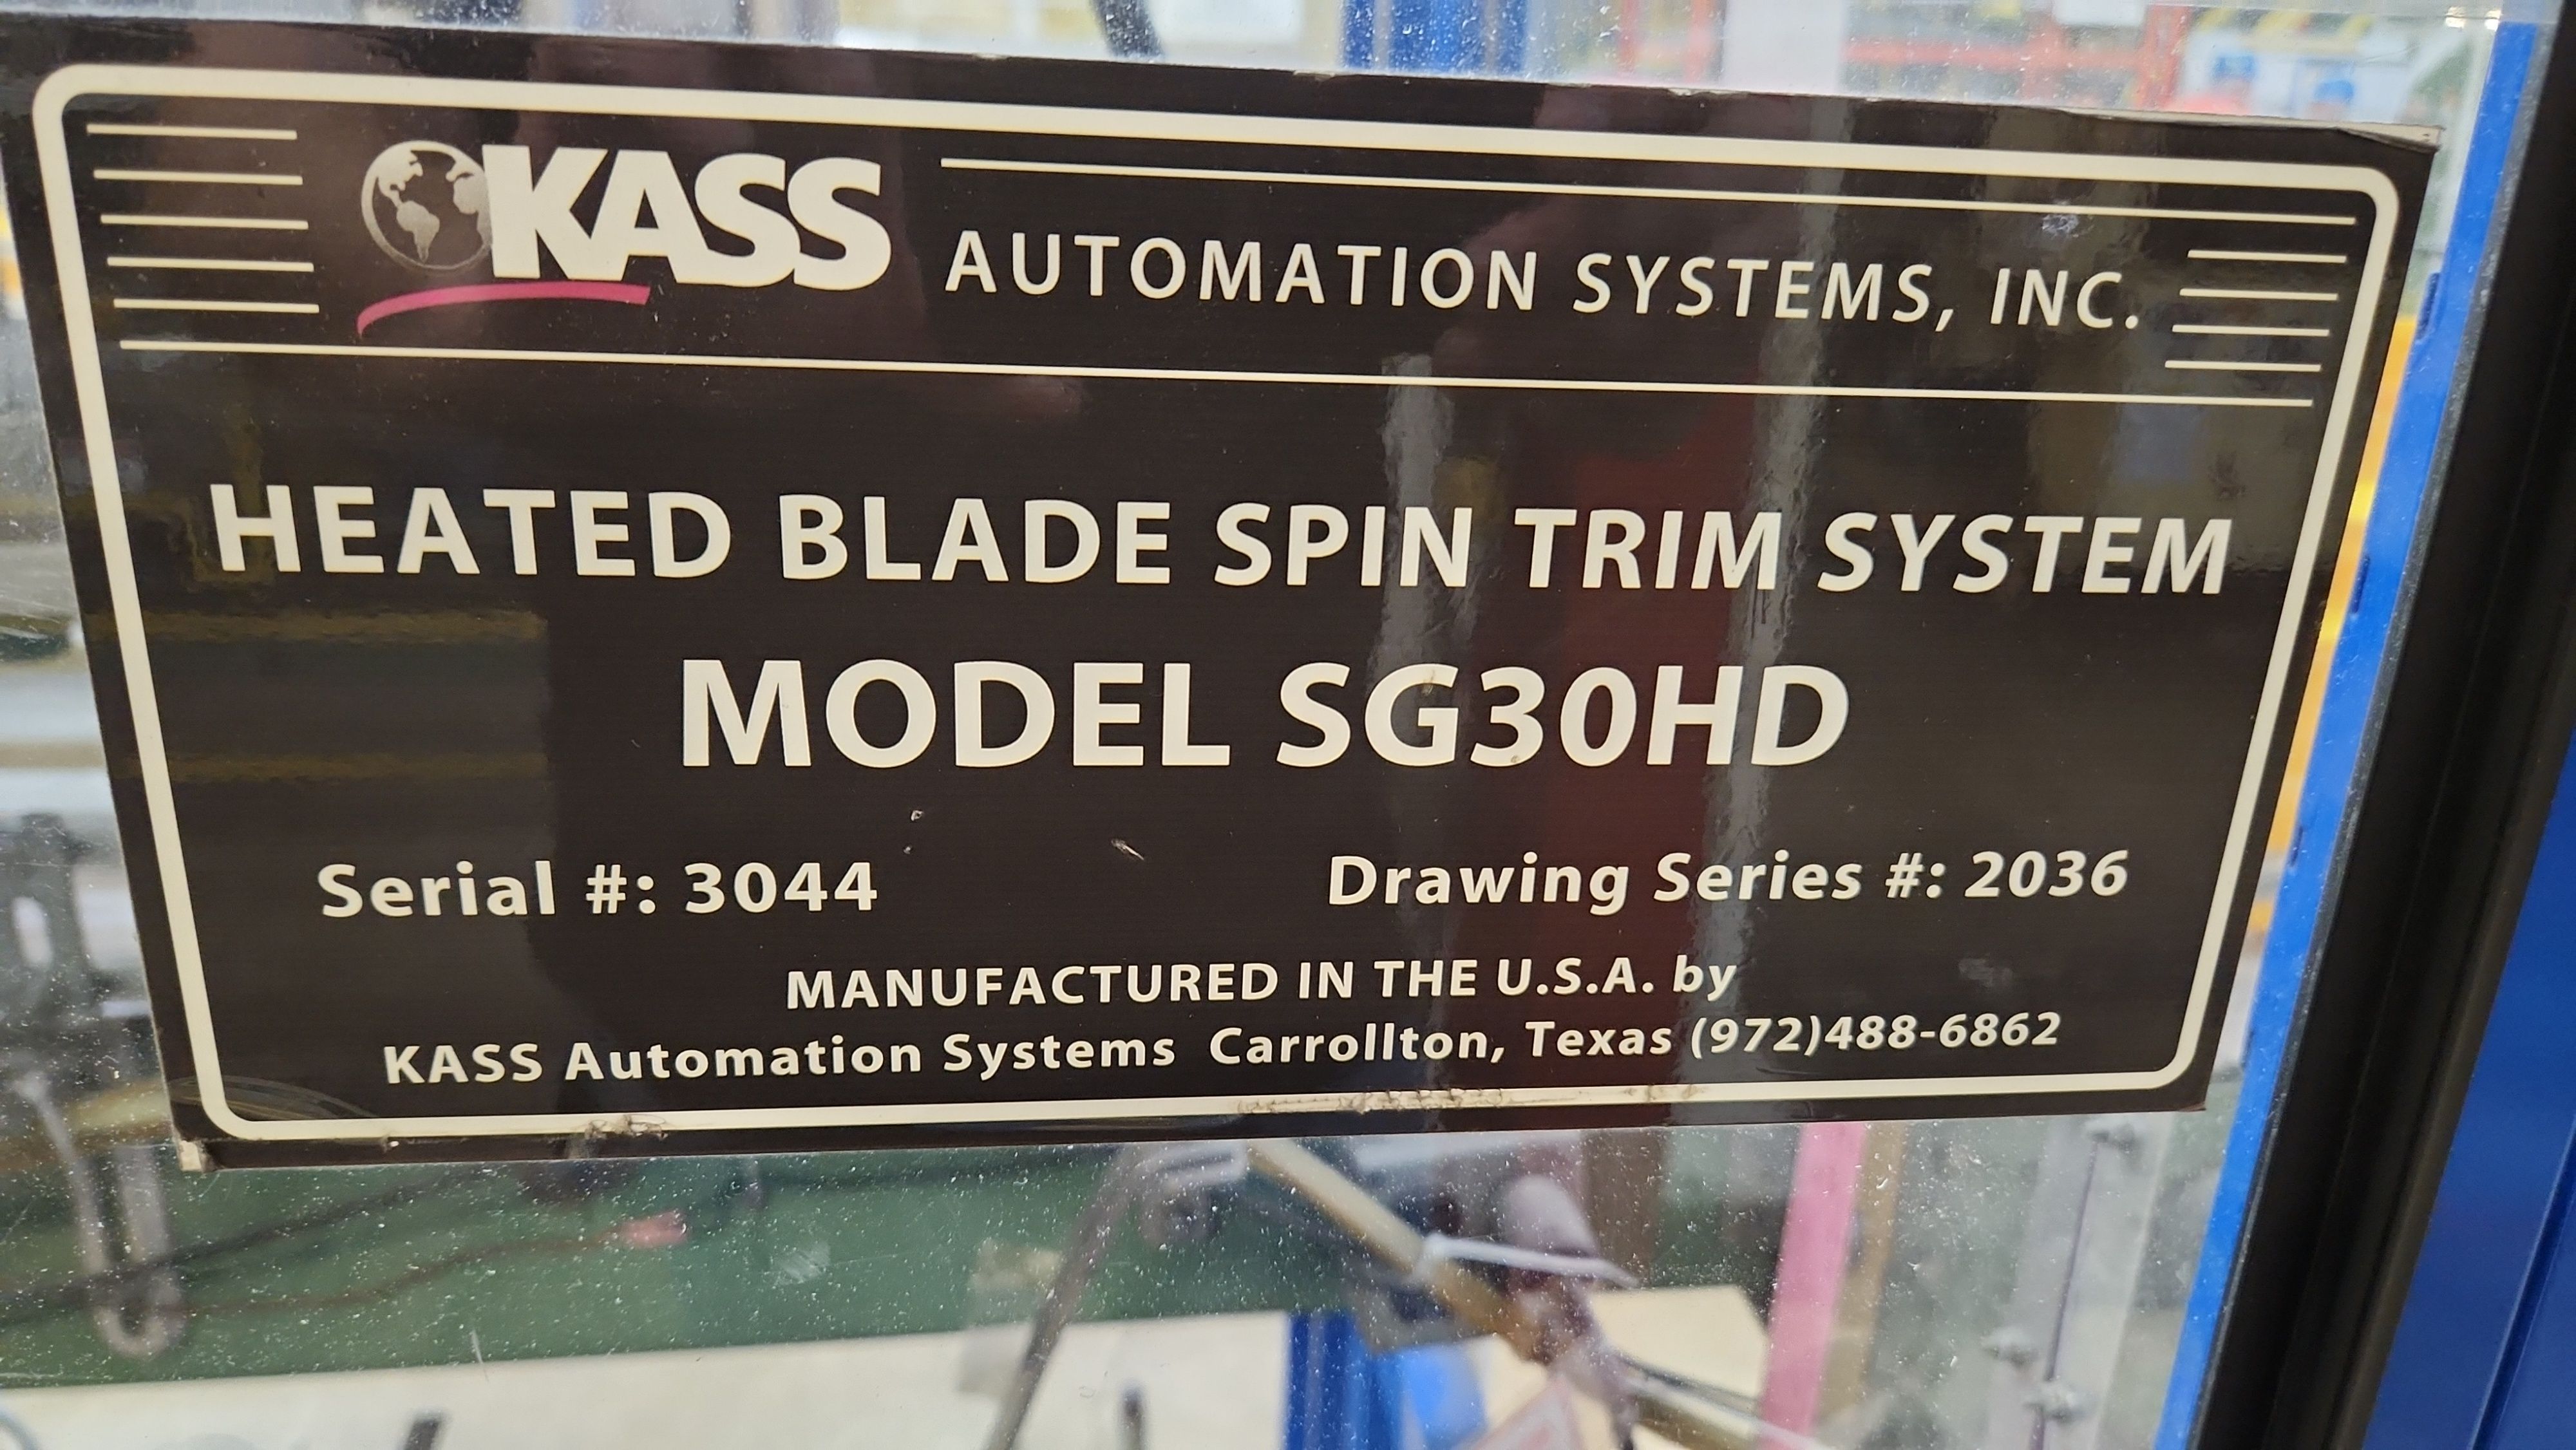 KASS AUTOMATION SYSTEMS, INC.
HEATED BLADE SPIN TRIM SYSTEM
MODEL SG30HD
Serial #: 3044 Drawing Series #: 2036
MANUFACTURED IN THE U.S.A. by
KASS Automation Systems Carrollton, Texas (972)488-6862